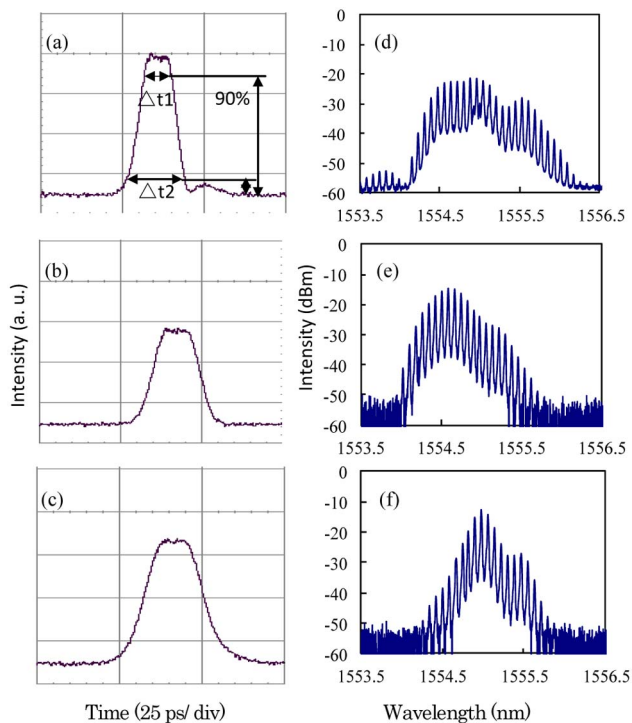 (a)
90%
△t1
△t2
(b)
(c)
Intensity (a. u.)
Time (25 ps/ div)
(d)
0
-10
-20
-30
-40
-50
-60
1553.5 1554.5 1555.5 1556.5
(e)
0
-10
-20
-30
-40
-50
-60
1553.5 1554.5 1555.5 1556.5
(f)
0
-10
-20
-30
-40
-50
-60
1553.5 1554.5 1555.5 1556.5
Intensity (dBm)
Wavelength (nm)